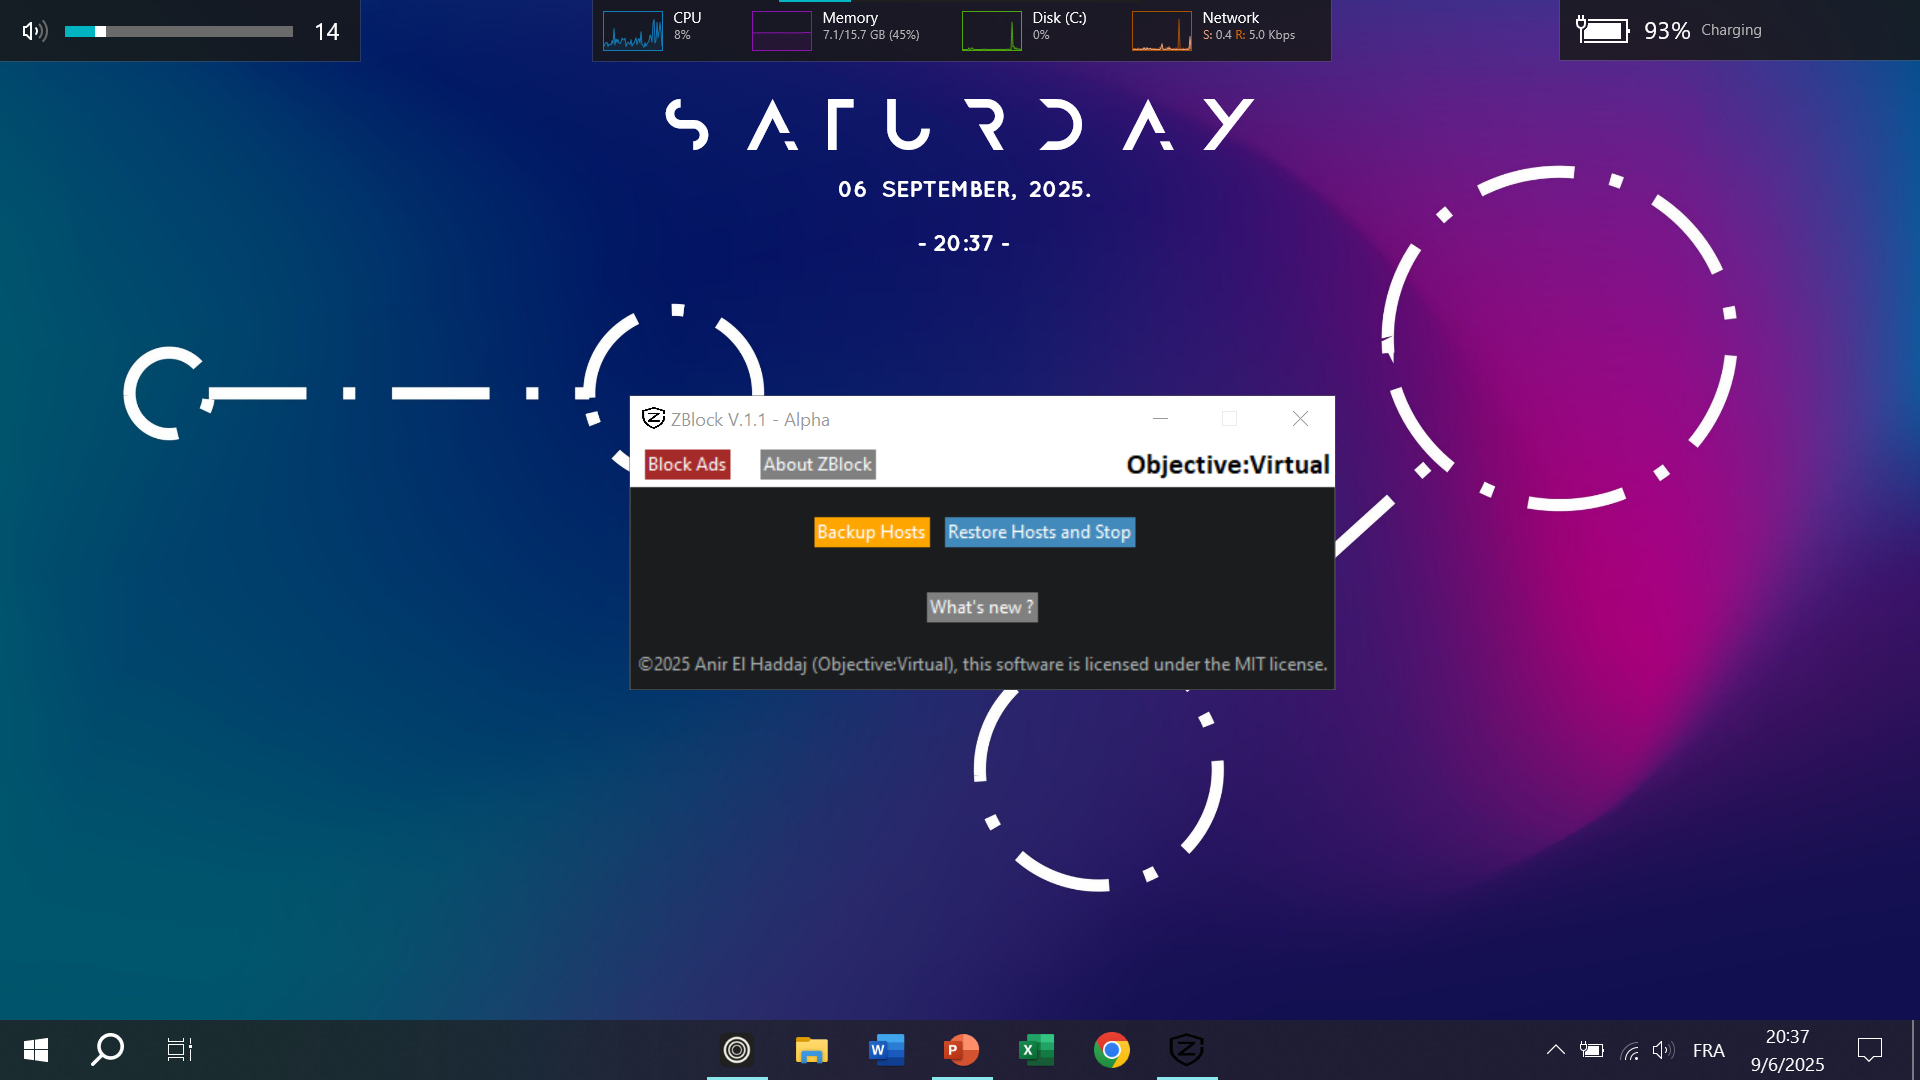 14
CPU
8%
Memory
7.1/15.7 GB (45%)
Disk (C:)
0%
Network
S: 0.4 R: 5.0 Kbps
93% Charging
SATURDAY
06 SEPTEMBER, 2025.
- 20:37 -
ZBlock V.1.1 - Alpha
Block Ads
About ZBlock
Objective:Virtual
Backup Hosts
Restore Hosts and Stop
What's new ?
©2025 Anir El Haddaj (Objective:Virtual), this software is licensed under the MIT license.
W
P
X
FRA
20:37
9/6/2025